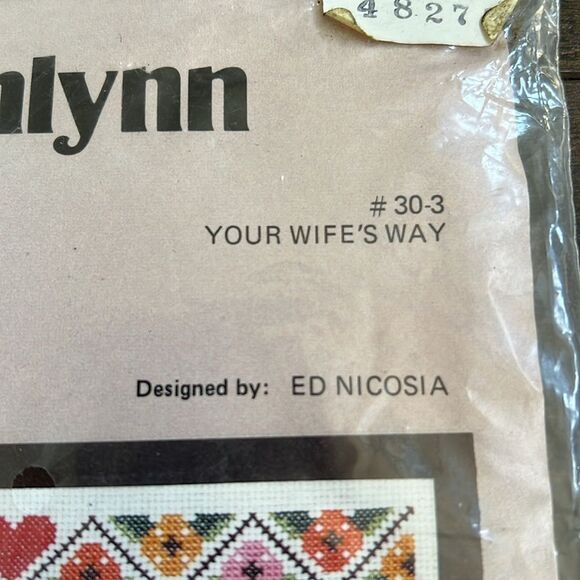 4827
nlynn
# 30-3
YOUR WIFE'S WAY
Designed by: ED NICOSIA